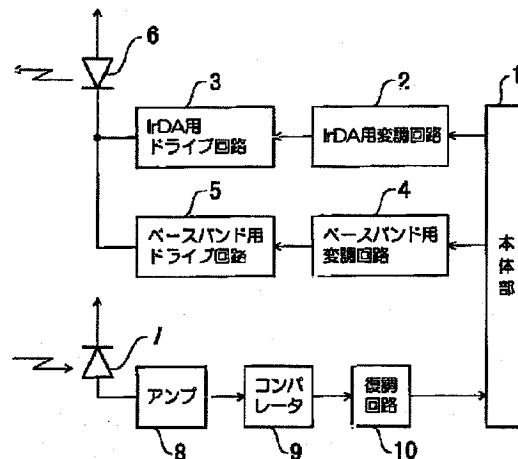 6
3
2
1
IrDA用
ドライブ回路
IrDA用変調回路
5
4
ベースバンド用
ドライブ回路
ベースバンド用
変調回路
本体部
アンプ
コンパ
レータ
復調
回路
8
9
10